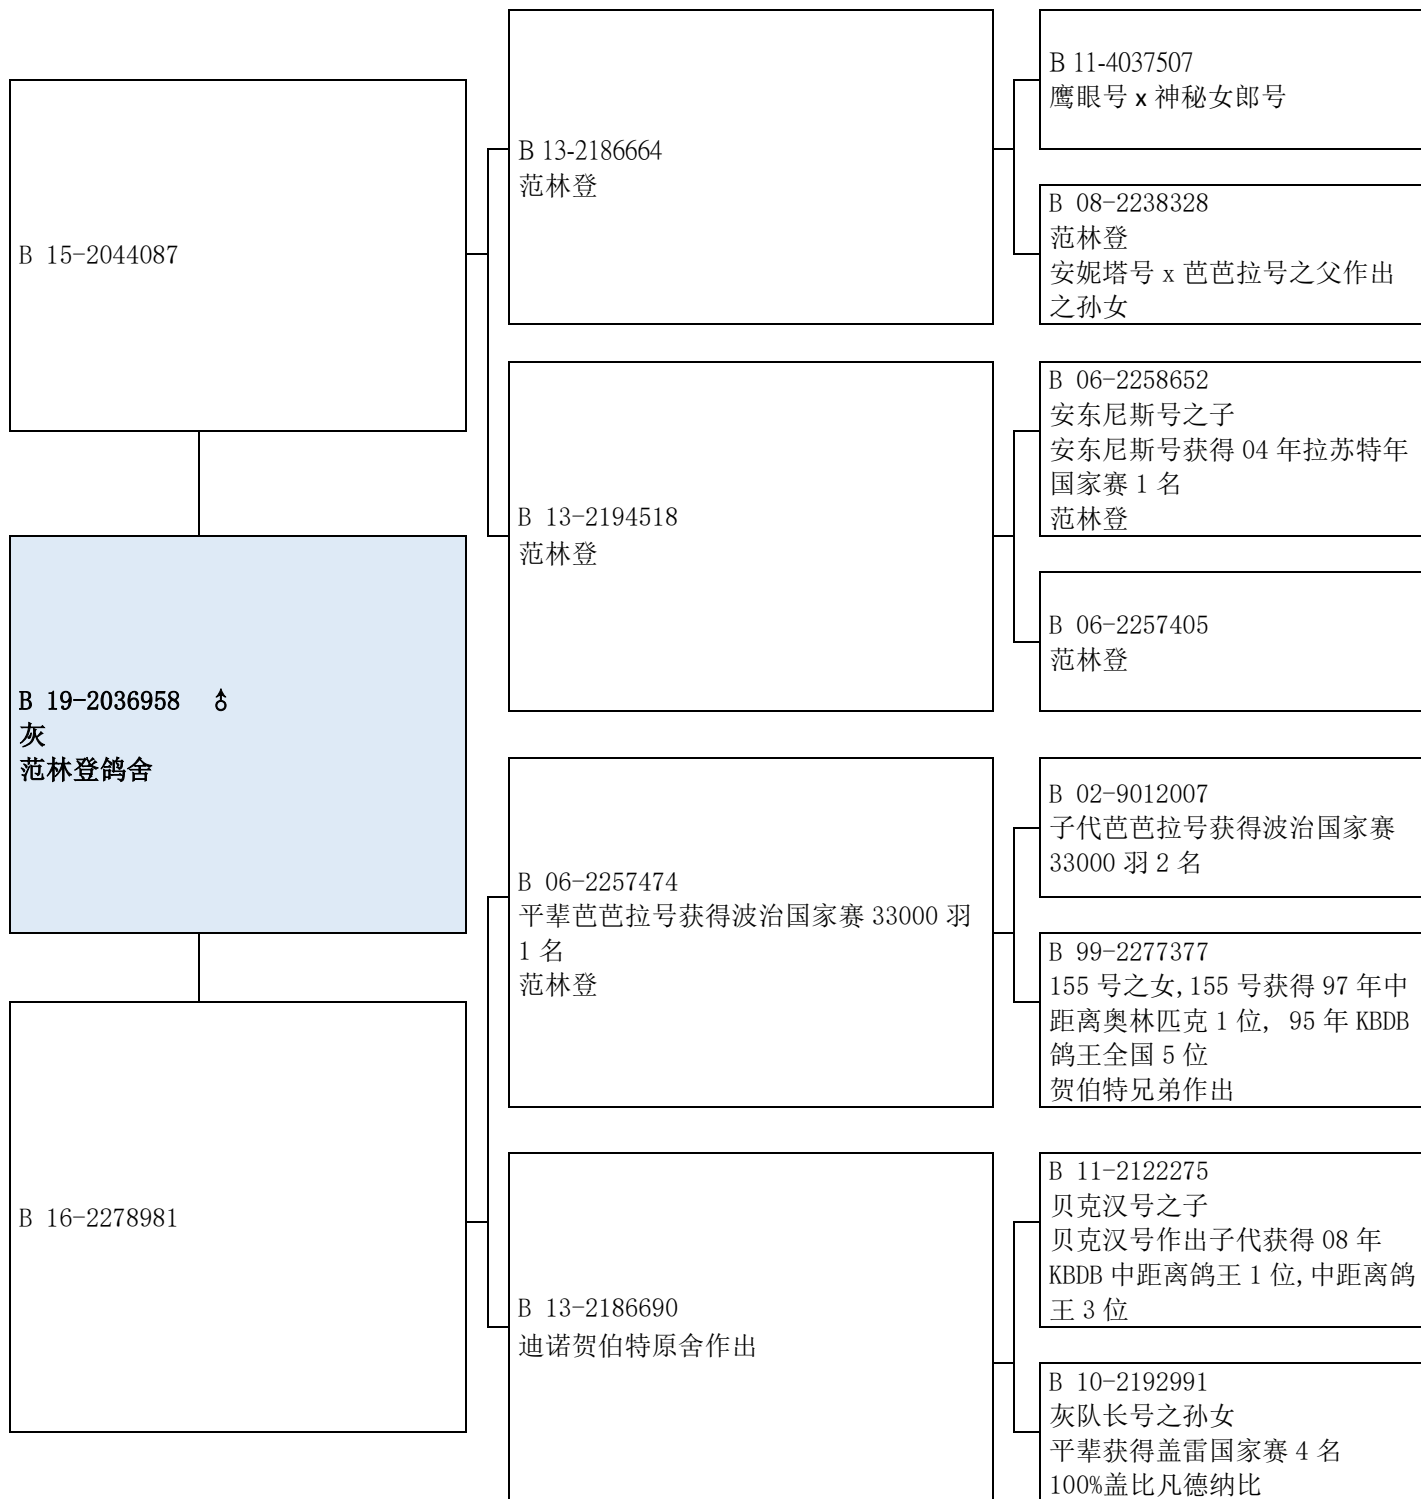 B 15-2044087
B 19-2036958 ♂
灰
范林登鸽舍
B 16-2278981
B 13-2186664
范林登
B 13-2194518
范林登
B 06-2257474
平辈芭芭拉号获得波治国家赛 33000 羽
1 名
范林登
B 13-2186690
迪诺贺伯特原舍作出
B 11-4037507
鹰眼号 x 神秘女郎号
B 08-2238328
范林登
安妮塔号 x 芭芭拉号之父作出
之孙女
B 06-2258652
安东尼斯号之子
安东尼斯号获得 04 年拉苏特年
国家赛 1 名
范林登
B 06-2257405
范林登
B 02-9012007
子代芭芭拉号获得波治国家赛
33000 羽 2 名
B 99-2277377
155 号之女,155 号获得 97 年中
距离奥林匹克 1 位, 95 年 KBDB
鸽王全国 5 位
贺伯特兄弟作出
B 11-2122275
贝克汉号之子
贝克汉号作出子代获得 08 年
KBDB 中距离鸽王 1 位,中距离鸽
王 3 位
B 10-2192991
灰队长号之孙女
平辈获得盖雷国家赛 4 名
100%盖比凡德纳比